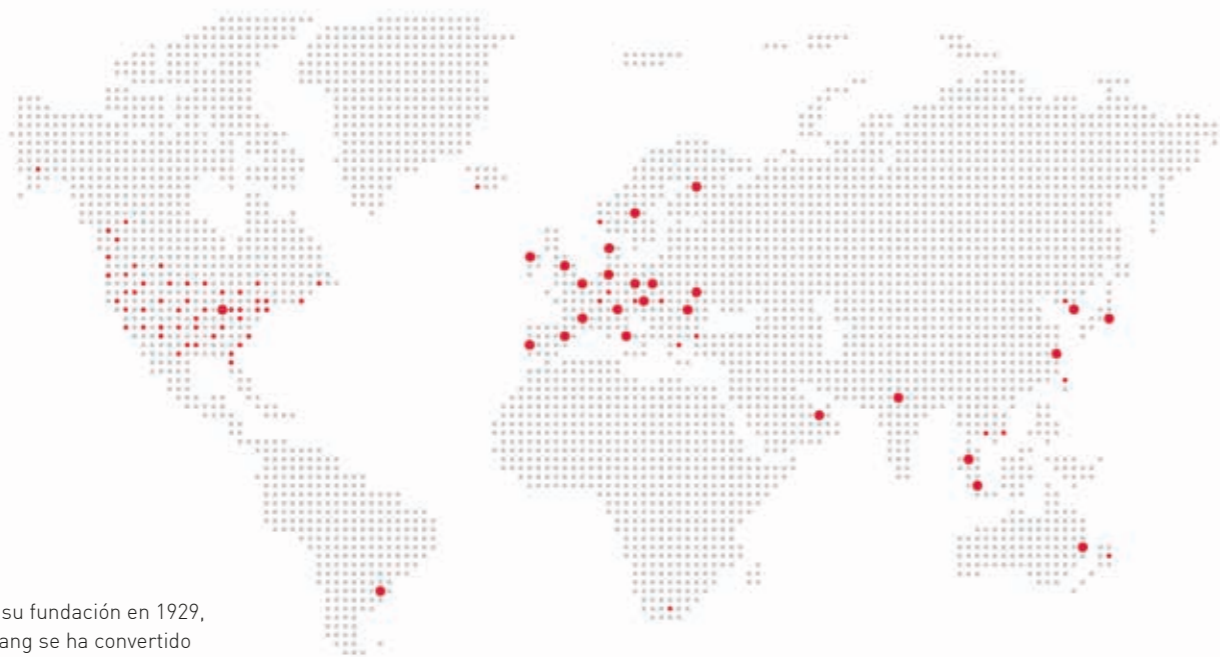 su fundación en 1929,
ang se ha convertido